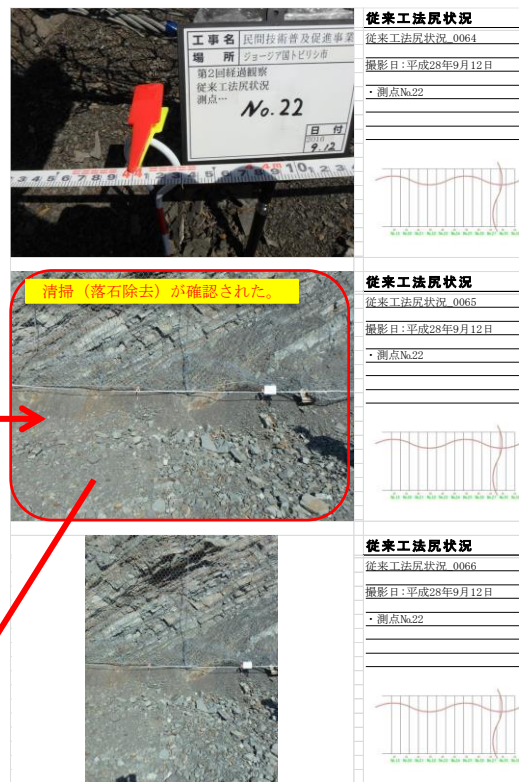 工事名 民間技術普及促進事業
場所 ジョージア国トビリシ市
第2回経過観察
従来工法尻状況
測点…
No.22
日付
2016
9.12
従来工法尻状況
従来工法尻状況_0064
撮影日:平成28年9月12日
・測点№22
清掃(落石除去)が確認された。
従来工法尻状況
従来工法尻状況_0065
撮影日:平成28年9月12日
・測点№22
従来工法尻状況
従来工法尻状況_0066
撮影日:平成28年9月12日
・測点№22